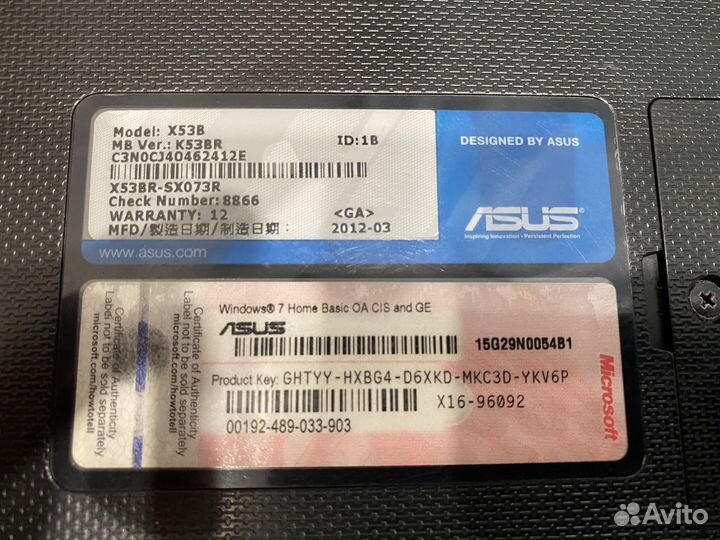 Model: X53B
MB Ver.: K53BR ID:1B
C3N0CJ40462412E
X53BR-SX073R
Check Number:8866
WARRANTY: 12 <GA>
MFD/製造日期/制造日期: 2012-03
www.asus.com
DESIGNED BY ASUS
ASUS®
Inspiring Innovation · Persistent Perfection
Certificate of Authenticity
Label not to be sold separately
microsoft.com/howtotell
Certificate of Authenticity
Label not to be sold separately
microsoft.com/howtotell
Windows® 7 Home Basic OA CIS and GE
ASUS
15G29N0054B1
Product Key: GHTYY-HXBG4-D6XKD-MKC3D-YKV6P
X16-96092
00192-489-033-903
Microsoft
Avito